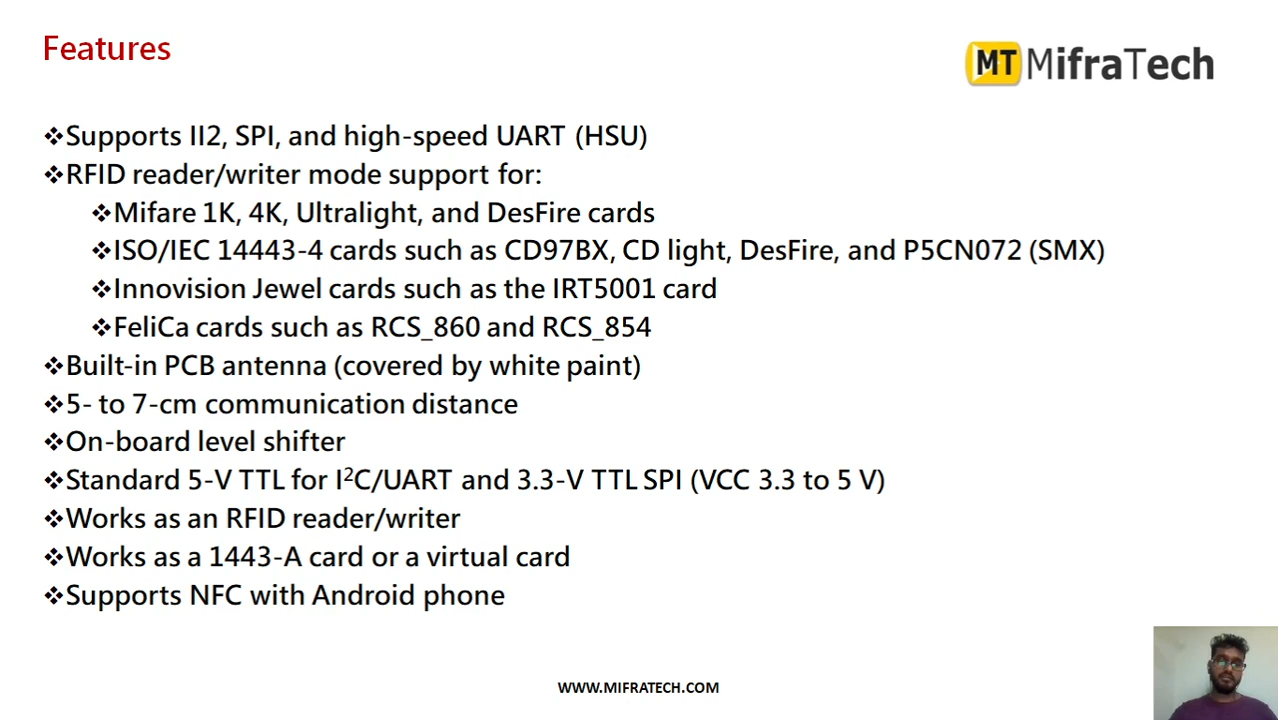 Features
MT MifraTech
❖Supports II2, SPI, and high-speed UART (HSU)
❖RFID reader/writer mode support for:
❖Mifare 1K, 4K, Ultralight, and DesFire cards
❖ISO/IEC 14443-4 cards such as CD97BX, CD light, DesFire, and P5CN072 (SMX)
❖Innovision Jewel cards such as the IRT5001 card
❖FeliCa cards such as RCS_860 and RCS_854
❖Built-in PCB antenna (covered by white paint)
❖5- to 7-cm communication distance
❖On-board level shifter
❖Standard 5-V TTL for I²C/UART and 3.3-V TTL SPI (VCC 3.3 to 5 V)
❖Works as an RFID reader/writer
❖Works as a 1443-A card or a virtual card
❖Supports NFC with Android phone
WWW.MIFRATECH.COM